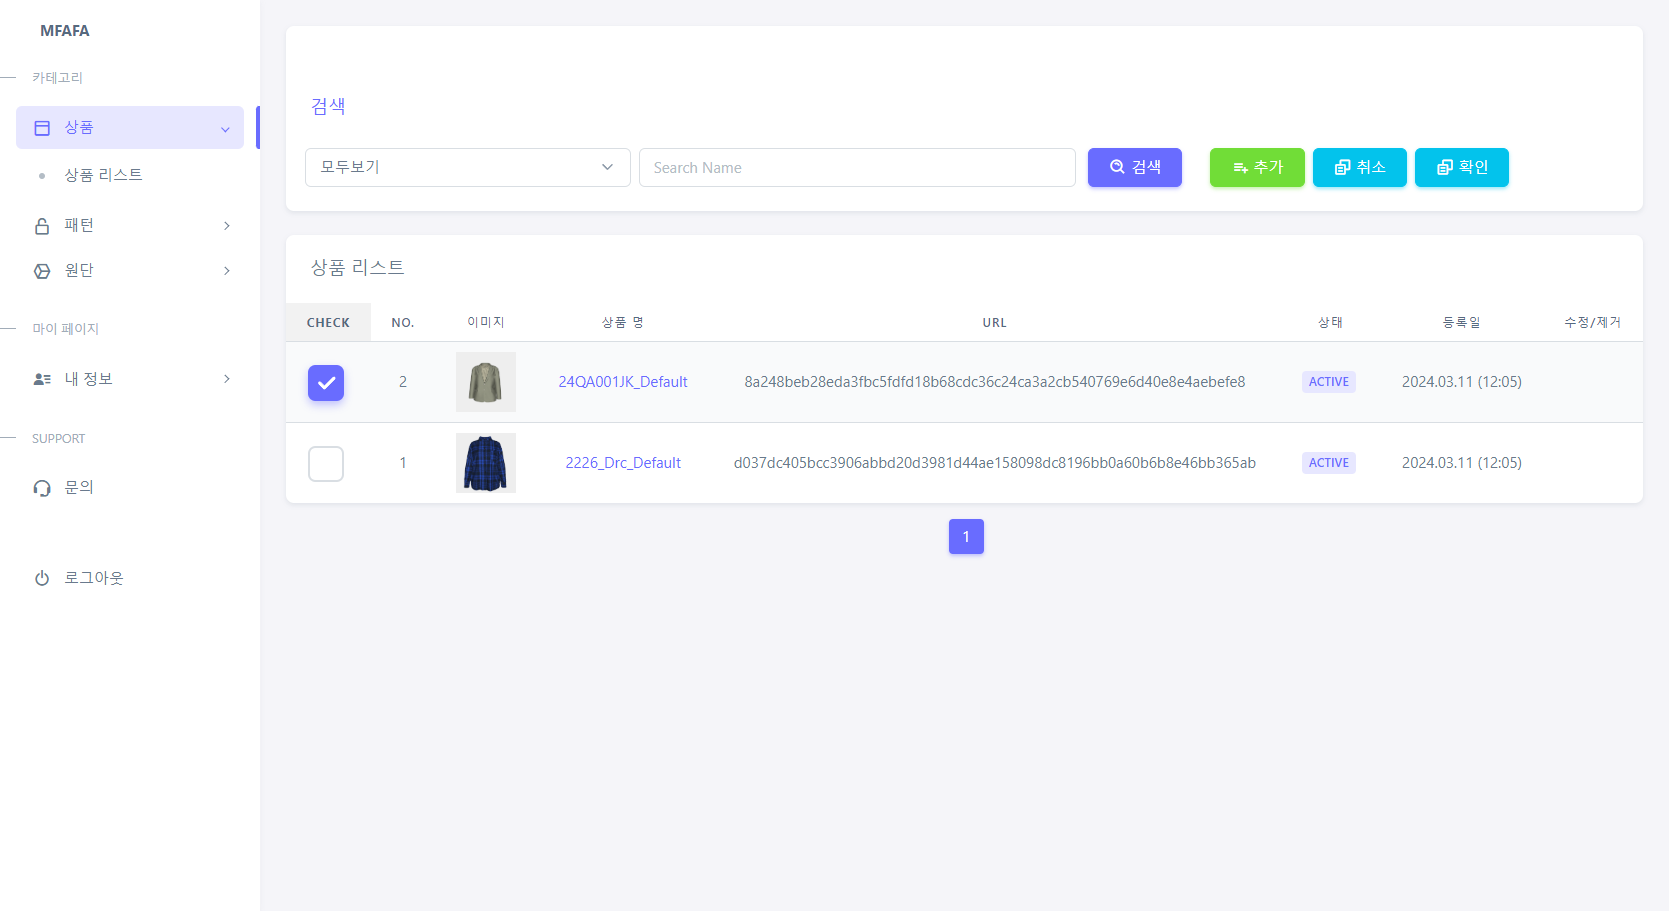 MFAFA
카테고리
상품
상품 리스트
패턴
원단
마이 페이지
내 정보
SUPPORT
문의
로그아웃
검색
모두보기 Search Name 검색 추가 취소 확인
상품 리스트
CHECK NO. 이미지 상품 명 URL 상태 등록일 수정/제거
2 24QA001JK_Default 8a248beb28eda3fbc5fdfd18b68cdc36c24ca3a2cb540769e6d40e8e4aebefe8 ACTIVE 2024.03.11 (12:05)
1 2226_Drc_Default d037dc405bcc3906abbd20d3981d44ae158098dc8196bb0a60b6b8e46bb365ab ACTIVE 2024.03.11 (12:05)
1